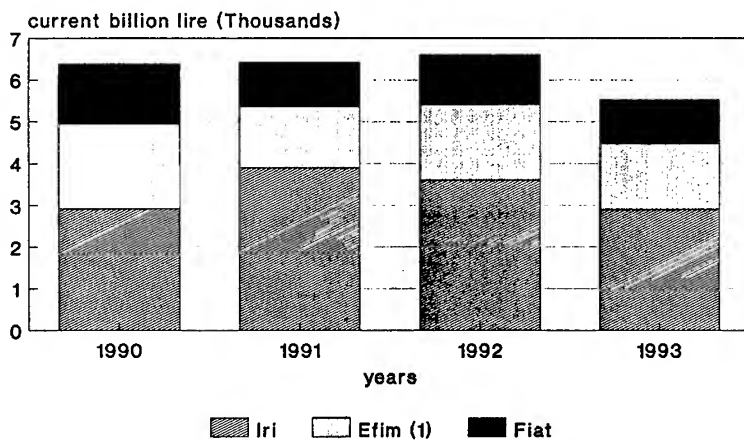 current billion lire (Thousands)
7
6
5
4
3
2
1
0
1990 1991 1992 1993
years
Iri Efim (1) Fiat